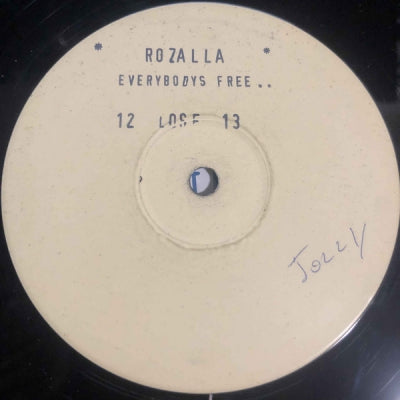 * ROZALLA *
EVERYBODYS FREE..
12 LOSE 13
JOLLY